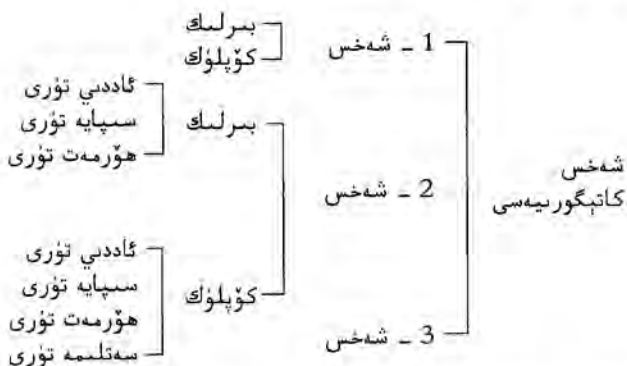 شەخس
كاتېگورىيەسى
1 ـ شەخس
بىرلىك
كۆپلۈك
2 ـ شەخس
بىرلىك
ئاددىي تۈرى
سىپايە تۈرى
ھۆرمەت تۈرى
كۆپلۈك
ئاددىي تۈرى
سىپايە تۈرى
ھۆرمەت تۈرى
سەتلىمە تۈرى
3 ـ شەخس